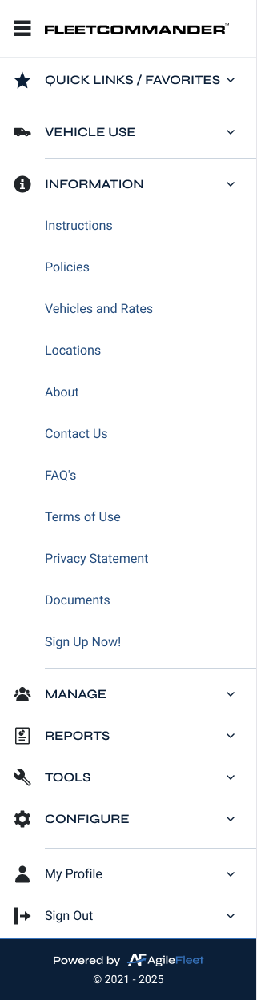 FLEETCOMMANDER™
QUICK LINKS / FAVORITES
VEHICLE USE
INFORMATION
Instructions
Policies
Vehicles and Rates
Locations
About
Contact Us
FAQ's
Terms of Use
Privacy Statement
Documents
Sign Up Now!
MANAGE
REPORTS
TOOLS
CONFIGURE
My Profile
Sign Out
Powered by AF AgileFleet
© 2021 - 2025